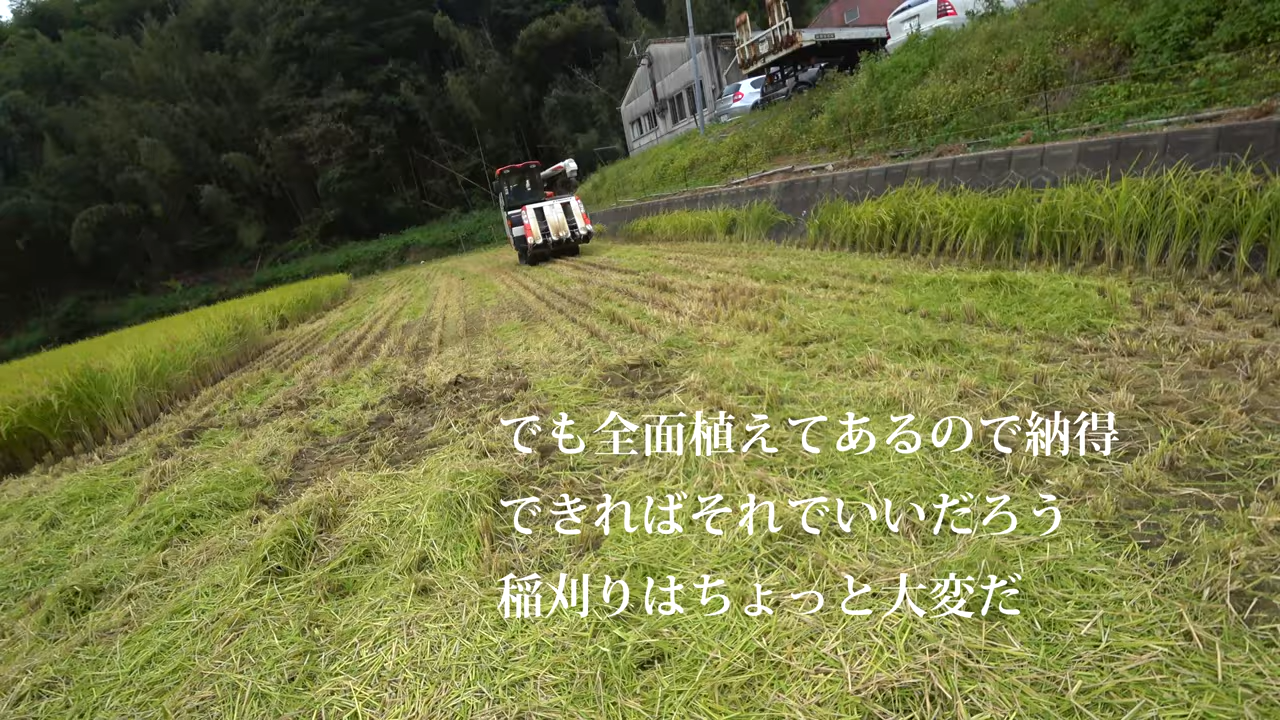 でも全面植えてあるので納得
できればそれでいいだろう
稲刈りはちょっと大変だ